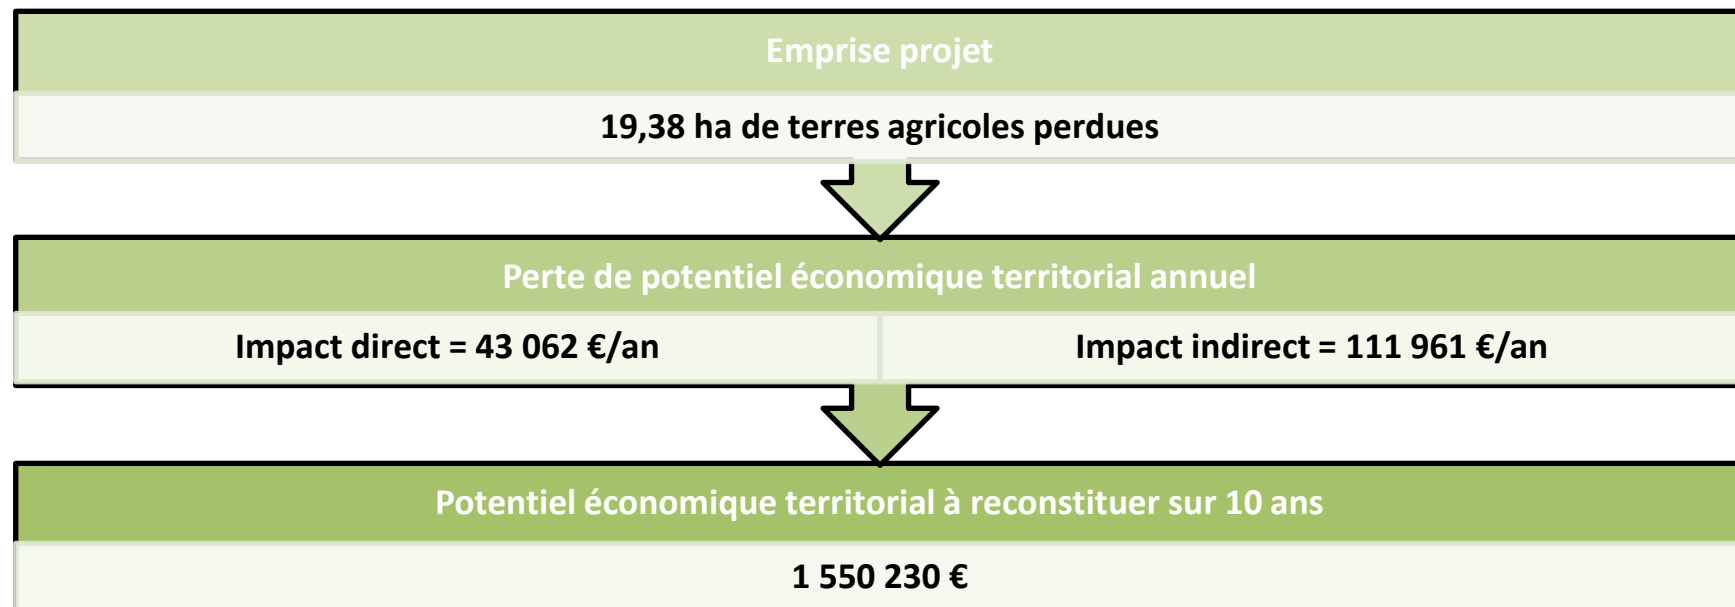 Emprise projet
19,38 ha de terres agricoles perdues
Perte de potentiel économique territorial annuel
Impact direct = 43 062 €/an
Impact indirect = 111 961 €/an
Potentiel économique territorial à reconstituer sur 10 ans
1 550 230 €